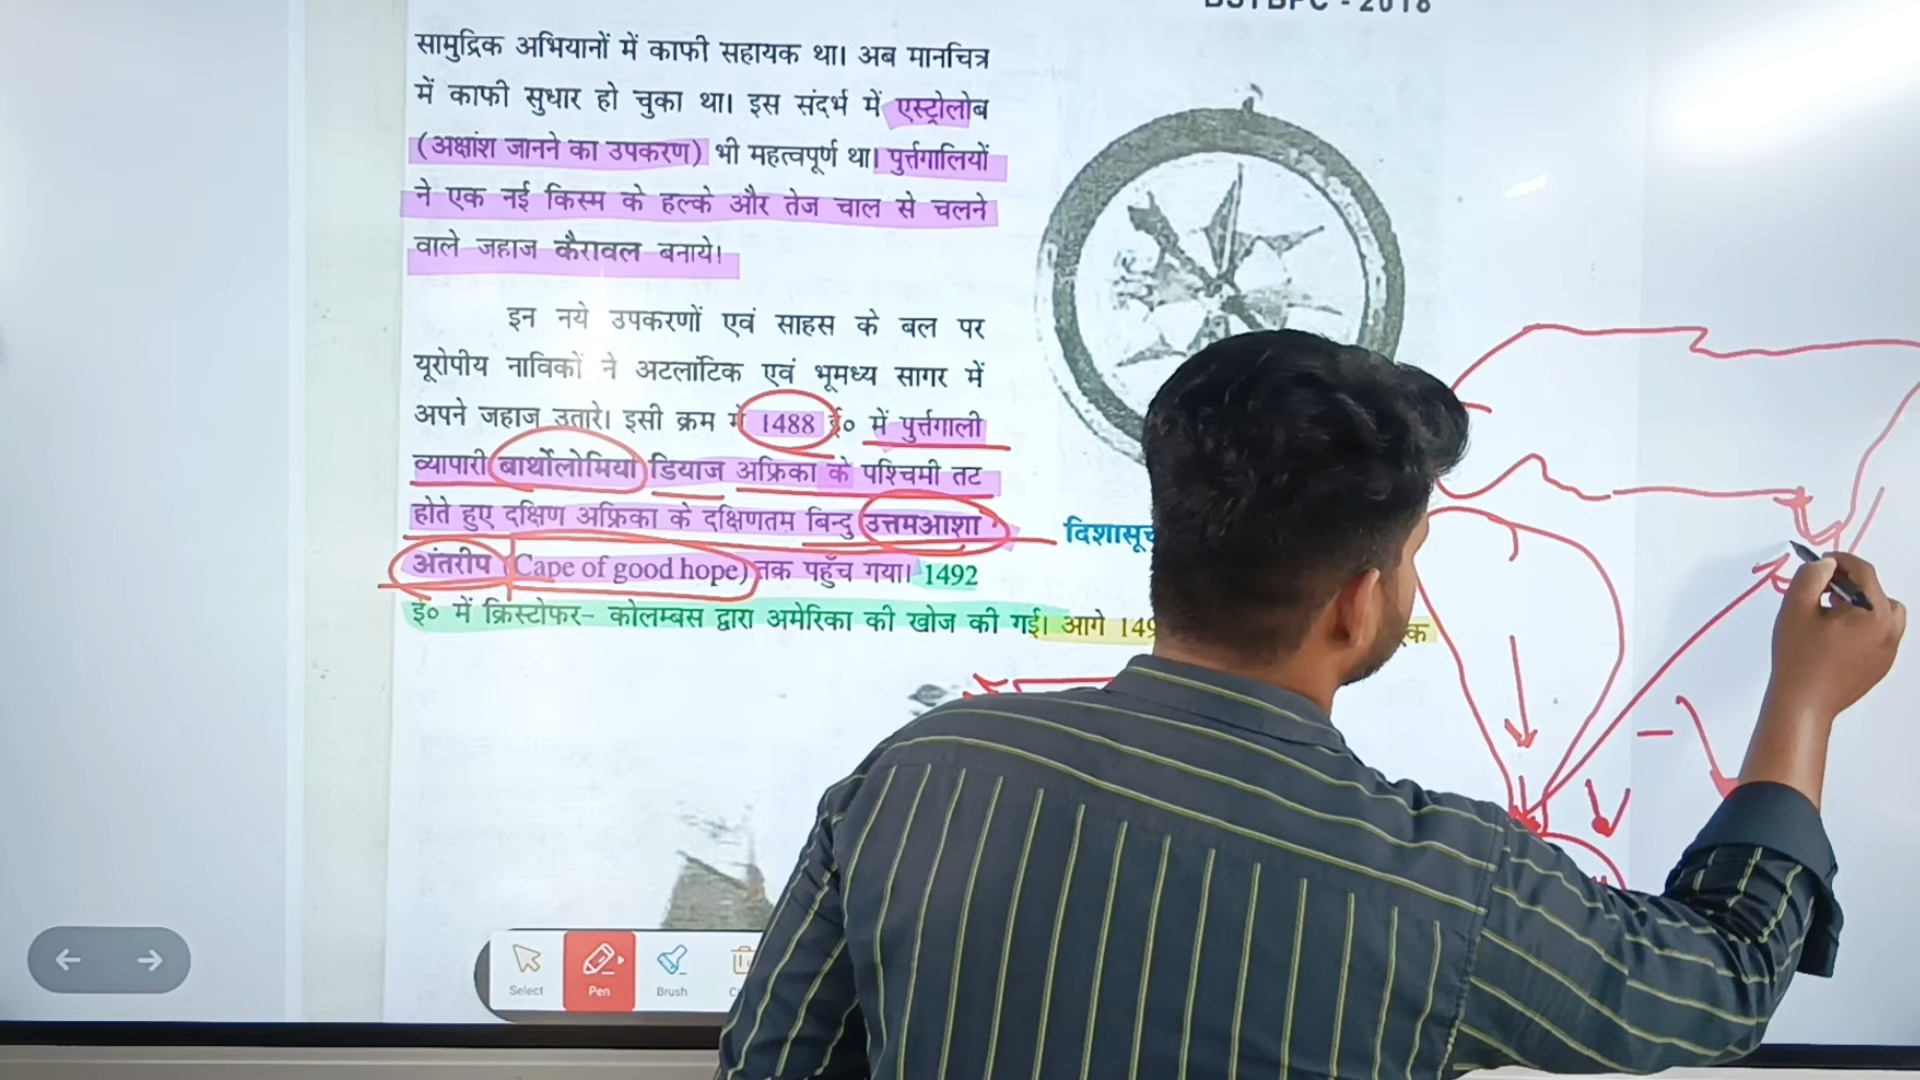 BSTBPC - 2018
सामुद्रिक अभियानों में काफी सहायक था। अब मानचित्र
में काफी सुधार हो चुका था। इस संदर्भ में एस्ट्रोलोब
(अक्षांश जानने का उपकरण) भी महत्वपूर्ण था। पुर्त्तगालियों
ने एक नई किस्म के हल्के और तेज चाल से चलने
वाले जहाज कैरावल बनाये।
इन नये उपकरणों एवं साहस के बल पर
यूरोपीय नाविकों ने अटलांटिक एवं भूमध्य सागर में
अपने जहाज उतारे। इसी क्रम में 1488 ई० में पुर्त्तगाली
व्यापारी बार्थोलोमियो डियाज अफ्रिका के पश्चिमी तट
होते हुए दक्षिण अफ्रिका के दक्षिणतम बिन्दु उत्तमआशा
अंतरीप (Cape of good hope) तक पहुँच गया। 1492
ई० में क्रिस्टोफर- कोलम्बस द्वारा अमेरिका की खोज की गई। आगे
Select
Pen
Brush